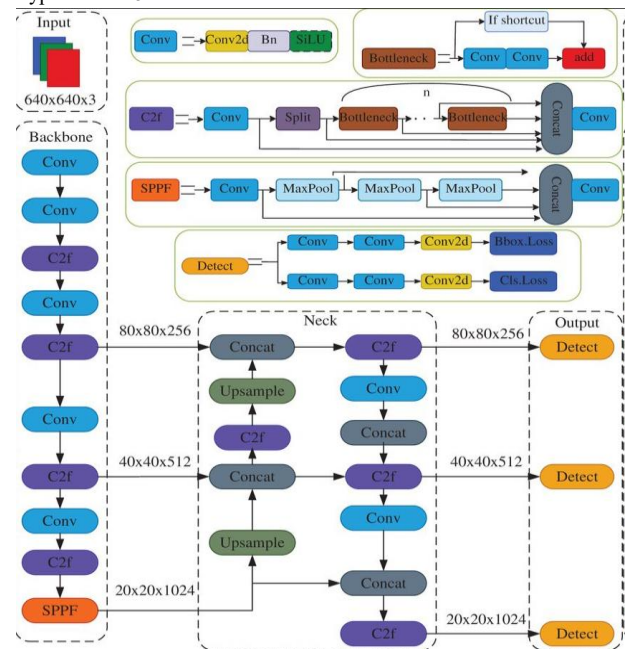 Input
640x640x3
Conv
Conv2d
Bn
SiLU
If shortcut
Bottleneck
Conv
Conv
add
n
C2f
Conv
Split
Bottleneck
. .
Bottleneck
Concat
Conv
SPPF
Conv
MaxPool
MaxPool
MaxPool
Concat
Conv
Detect
Conv
Conv
Conv2d
Bbox.Loss
Conv
Conv
Conv2d
Cls.Loss
Backbone
Conv
Conv
C2f
Conv
C2f
Conv
C2f
Conv
C2f
SPPF
80x80x256
40x40x512
20x20x1024
Neck
Concat
Upsample
C2f
Concat
Upsample
C2f
Conv
Concat
C2f
Conv
Concat
C2f
80x80x256
40x40x512
20x20x1024
Output
Detect
Detect
Detect